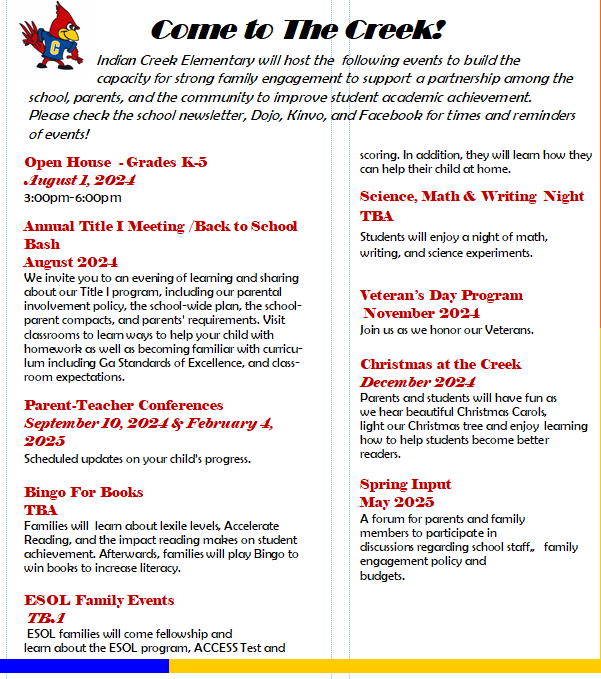 Come to The Creek!
C
Indian Creek Elementary will host the following events to build the
capacity for strong family engagement to support a partnership among the
school, parents, and the community to improve student academic achievement.
Please check the school newsletter, Dojo, Kinvo, and Facebook for times and reminders
of events!
Open House - Grades K-5
August 1, 2024
3:00pm-6:00pm
Annual Title I Meeting /Back to School
Bash
August 2024
We invite you to an evening of learning and sharing
about our Title I program, including our parental
involvement policy, the school-wide plan, the school-
parent compacts, and parents' requirements. Visit
classrooms to learn ways to help your child with
homework as well as becoming familiar with curricu-
lum including Ga Standards of Excellence, and class-
room expectations.
Parent-Teacher Conferences
September 10, 2024 & February 4,
2025
Scheduled updates on your child's progress.
Bingo For Books
TBA
Families will learn about lexile levels, Accelerate
Reading, and the impact reading makes on student
achievement. Afterwards, families will play Bingo to
win books to increase literacy.
ESOL Family Events
TBA
ESOL families will come fellowship and
learn about the ESOL program, ACCESS Test and
scoring. In addition, they will learn how they
can help their child at home.
Science, Math & Writing Night
TBA
Students will enjoy a night of math,
writing, and science experiments.
Veteran's Day Program
November 2024
Join us as we honor our Veterans.
Christmas at the Creek
December 2024
Parents and students will have fun as
we hear beautiful Christmas Carols,
light our Christmas tree and enjoy learning
how to help students become better
readers.
Spring Input
May 2025
A forum for parents and family
members to participate in
discussions regarding school staff,, family
engagement policy and
budgets.